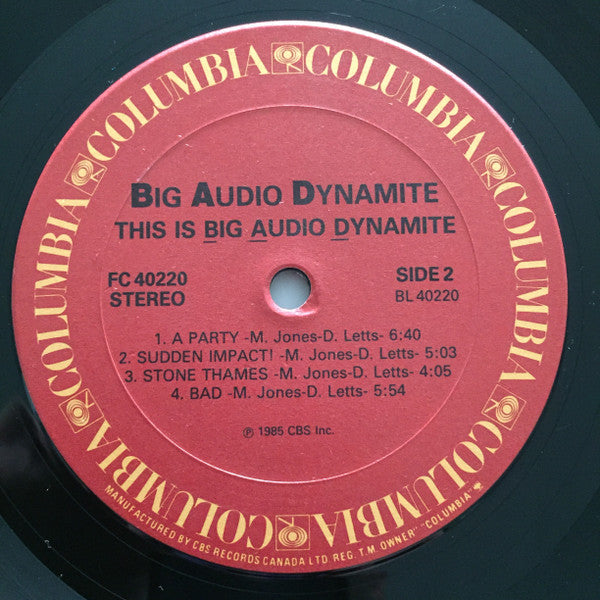 COLUMBIA COLUMBIA COLUMBIA COLUMBIA COLUMBIA COLUMBIA COLUMBIA COLUMBIA
BIG AUDIO DYNAMITE
THIS IS BIG AUDIO DYNAMITE
FC 40220 SIDE 2
STEREO BL 40220
1. A PARTY -M. Jones-D. Letts- 6:40
2. SUDDEN IMPACT! -M. Jones-D. Letts- 5:03
3. STONE THAMES -M. Jones-D. Letts- 4:05
4. BAD -M. Jones-D. Letts- 5:54
℗ 1985 CBS Inc.
MANUFACTURED BY CBS RECORDS CANADA LTD REG. T.M. OWNER" "COLUMBIA"